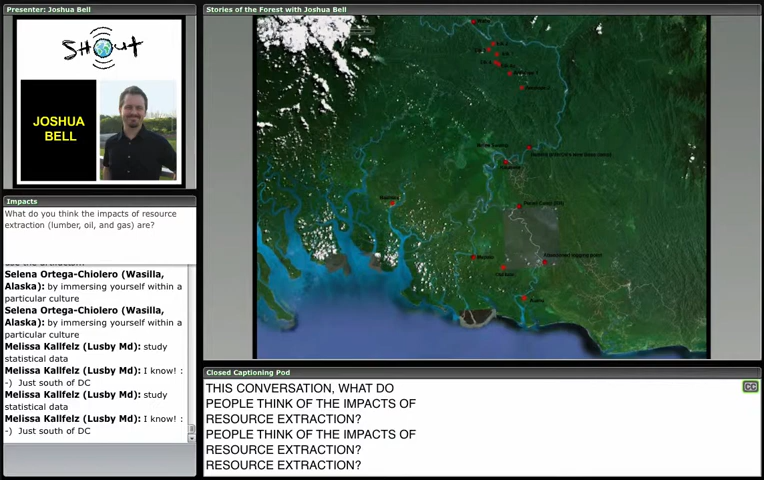 Presenter: Joshua Bell
SHOUT
JOSHUA
BELL
Impacts
What do you think the impacts of resource
extraction (lumber, oil, and gas) are?
Selena Ortega-Chiolero (Wasilla,
Alaska): by immersing yourself within a
particular culture
Selena Ortega-Chiolero (Wasilla,
Alaska): by immersing yourself within a
particular culture
Melissa Kallfelz (Lusby Md): study
statistical data
Melissa Kallfelz (Lusby Md): I know! :
-) Just south of DC
Melissa Kallfelz (Lusby Md): study
statistical data
Melissa Kallfelz (Lusby Md): I know! :
-) Just south of DC
Stories of the Forest with Joshua Bell
Closed Captioning Pod
THIS CONVERSATION, WHAT DO
PEOPLE THINK OF THE IMPACTS OF
RESOURCE EXTRACTION?
PEOPLE THINK OF THE IMPACTS OF
RESOURCE EXTRACTION?
RESOURCE EXTRACTION?
CC